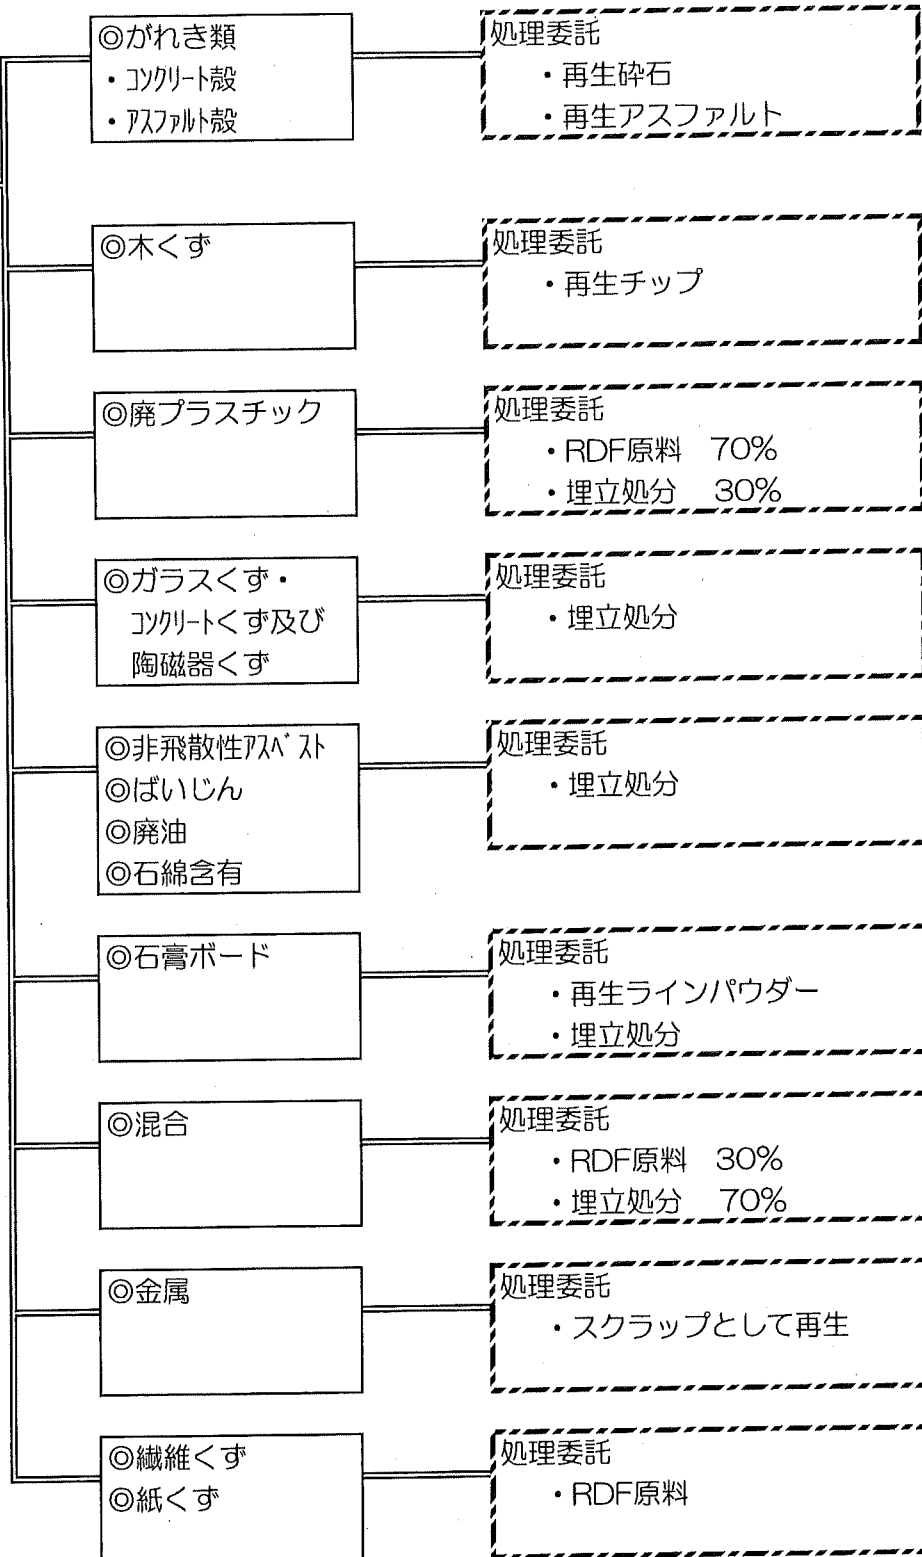 ◎がれき類
・コンクリート殻
・アスファルト殻
処理委託
・再生砕石
・再生アスファルト
◎木くず
処理委託
・再生チップ
◎廃プラスチック
処理委託
・RDF原料 70%
・埋立処分 30%
◎ガラスくず・
コンクリートくず及び
陶磁器くず
処理委託
・埋立処分
◎非飛散性アスベスト
◎ばいじん
◎廃油
◎石綿含有
処理委託
・埋立処分
◎石膏ボード
処理委託
・再生ラインパウダー
・埋立処分
◎混合
処理委託
・RDF原料 30%
・埋立処分 70%
◎金属
処理委託
・スクラップとして再生
◎繊維くず
◎紙くず
処理委託
・RDF原料